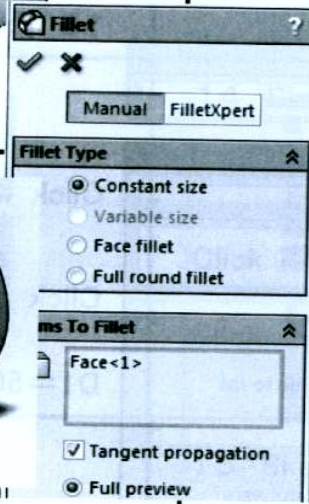 Fillet ?
Manual FilletXpert
Fillet Type
Constant size
Variable size
Face fillet
Full round fillet
ms To Fillet
Face<1>
Tangent propagation
Full preview